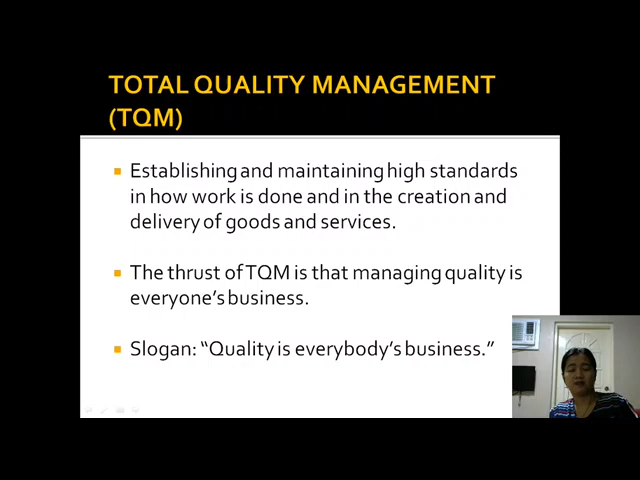 TOTAL QUALITY MANAGEMENT
(TQM)
Establishing and maintaining high standards
in how work is done and in the creation and
delivery of goods and services.
The thrust of TQM is that managing quality is
everyone's business.
Slogan: “Quality is everybody's business.”